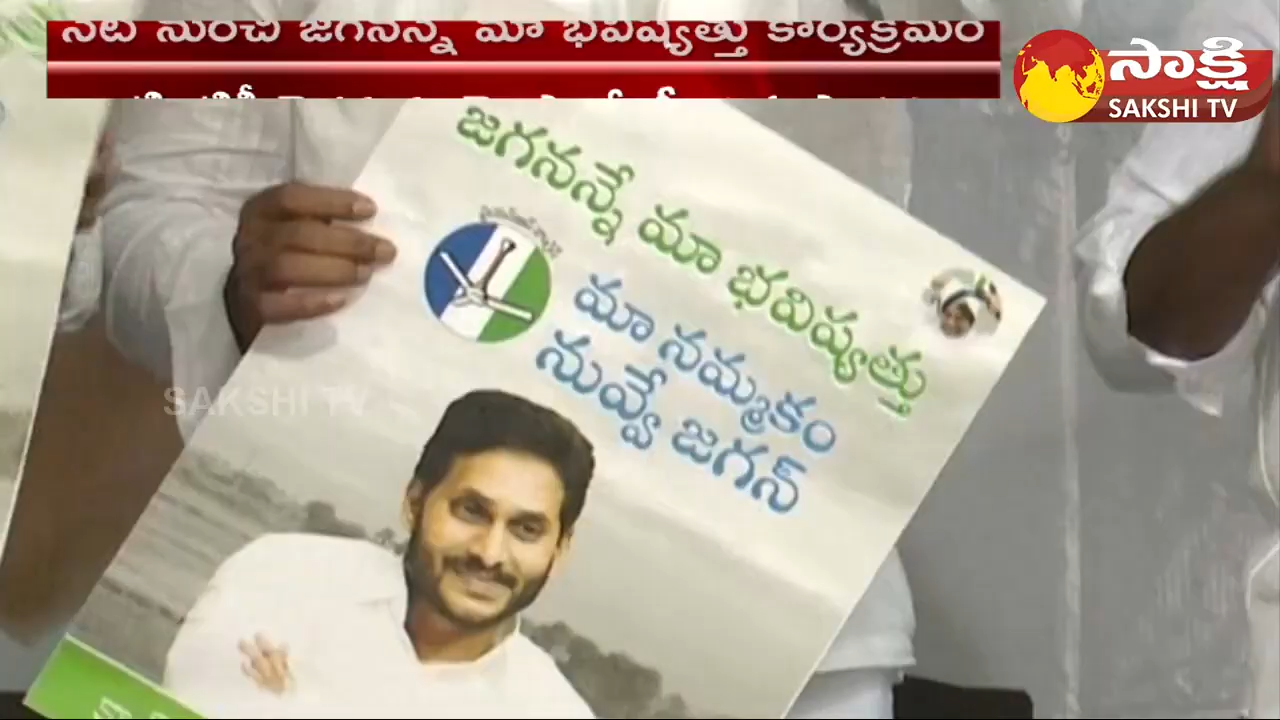 నేటి నుంచి జగనన్నే మా భవిష్యత్తు కార్యక్రమం
సాక్షి
SAKSHI TV
జగనన్నే మా భవిష్యత్తు
మా నమ్మకం
నువ్వే జగన్
SAKSHI TV